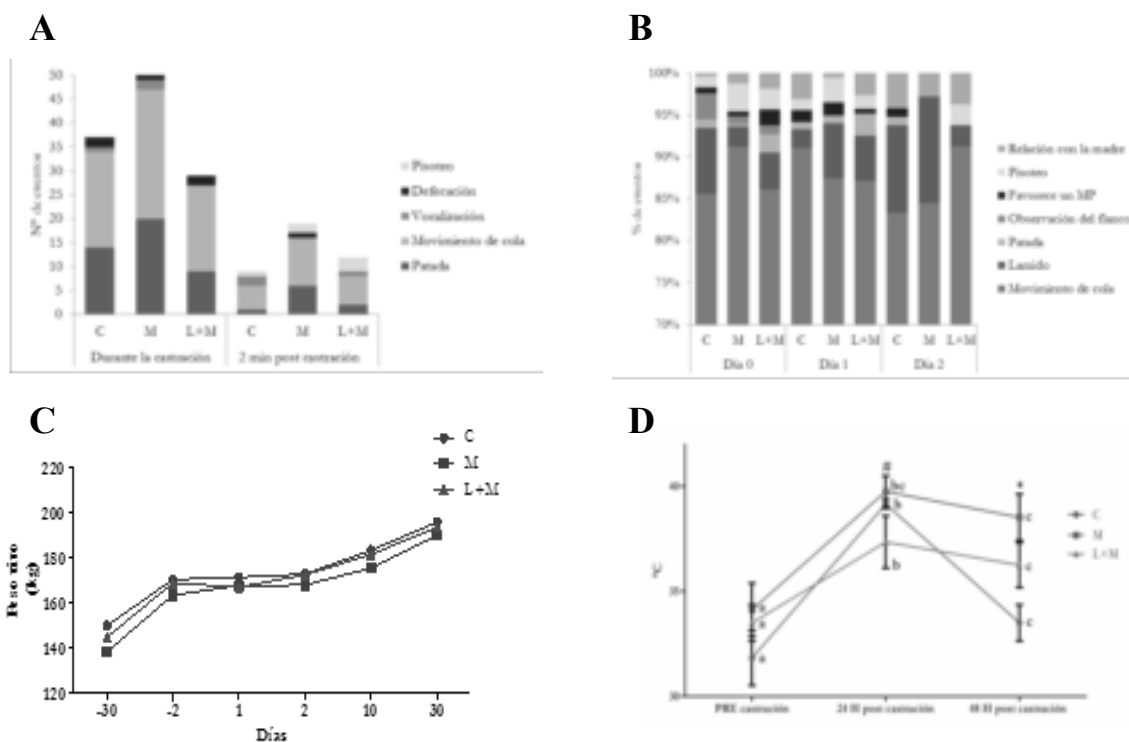 A
Nº de eventos
50
45
40
35
30
25
20
15
10
5
0
C M L+M C M L+M
Durante la castración 2 min post castración
Pisoteo
Defecación
Vocalización
Movimiento de cola
Patada
B
% de eventos
100%
95%
90%
85%
80%
75%
70%
C M L+M C M L+M C M L+M
Día 0 Día 1 Día 2
Relación con la madre
Pisoteo
Favorece un MP
Observación del flanco
Patada
Lamido
Movimiento de cola
C
Peso vivo
(kg)
220
200
180
160
140
120
-30 -2 1 2 10 30
Días
C
M
L+M
D
ºC
40
35
30
a
a
a
#
bc
b
b
*
c
c
c
PRE castración 24 H post castración 48 H post castración
C
M
L+M